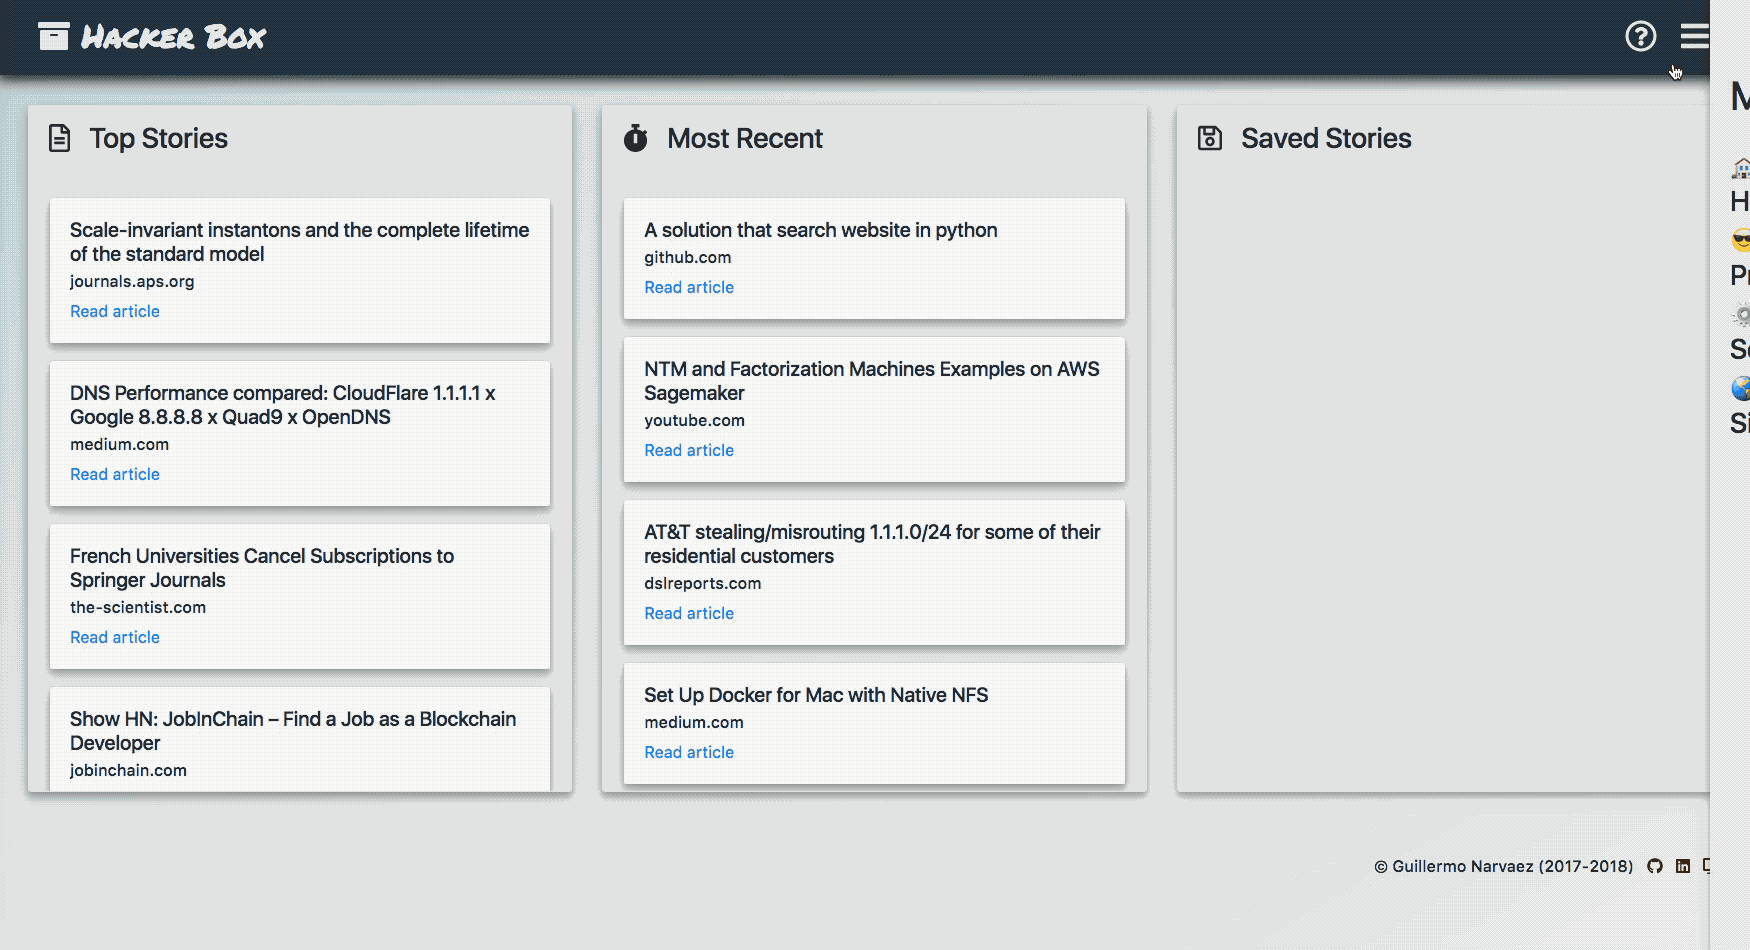 Hacker Box
Top Stories
Scale-invariant instantons and the complete lifetime
of the standard model
journals.aps.org
Read article
DNS Performance compared: CloudFlare 1.1.1.1 x
Google 8.8.8.8 x Quad9 x OpenDNS
medium.com
Read article
French Universities Cancel Subscriptions to
Springer Journals
the-scientist.com
Read article
Show HN: JobInChain – Find a Job as a Blockchain
Developer
jobinchain.com
Most Recent
A solution that search website in python
github.com
Read article
NTM and Factorization Machines Examples on AWS
Sagemaker
youtube.com
Read article
AT&T stealing/misrouting 1.1.1.0/24 for some of their
residential customers
dslreports.com
Read article
Set Up Docker for Mac with Native NFS
medium.com
Read article
Saved Stories
© Guillermo Narvaez (2017-2018)